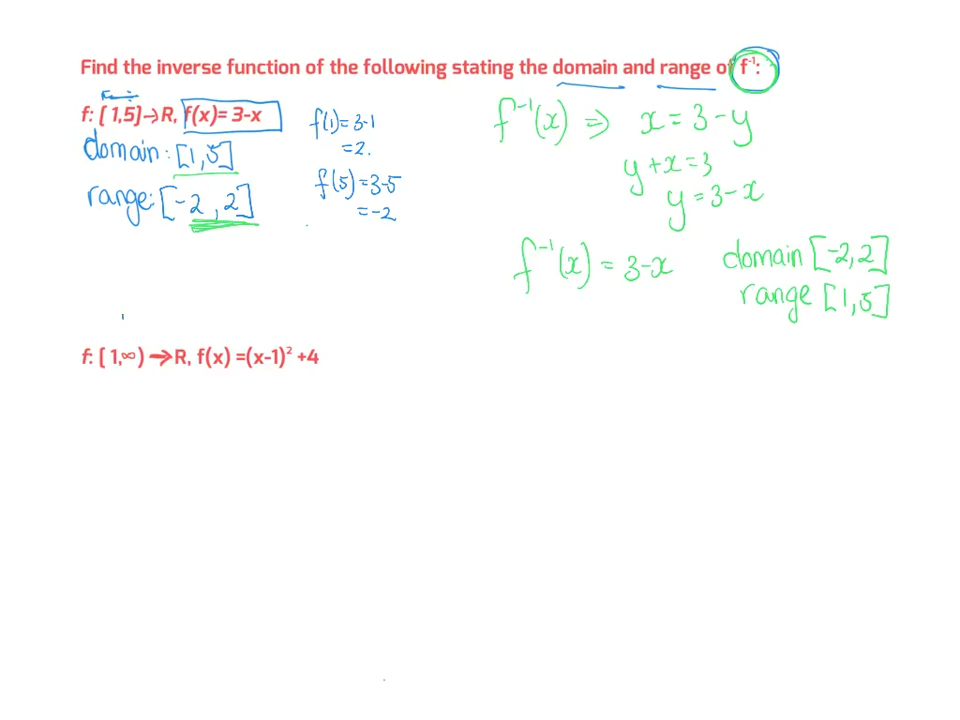 Find the inverse function of the following stating the domain and range of f⁻¹:
f: [ 1,5] → R, f(x)= 3-x
domain: [1,5]
range: [-2, 2]
f(1) = 3-1
= 2.
f(5) = 3-5
= -2
f⁻¹(x) ⇒ x = 3 - y
y + x = 3
y = 3 - x
f⁻¹(x) = 3-x
domain [-2, 2]
range [1, 5]
f: [ 1,∞) → R, f(x) =(x-1)² +4